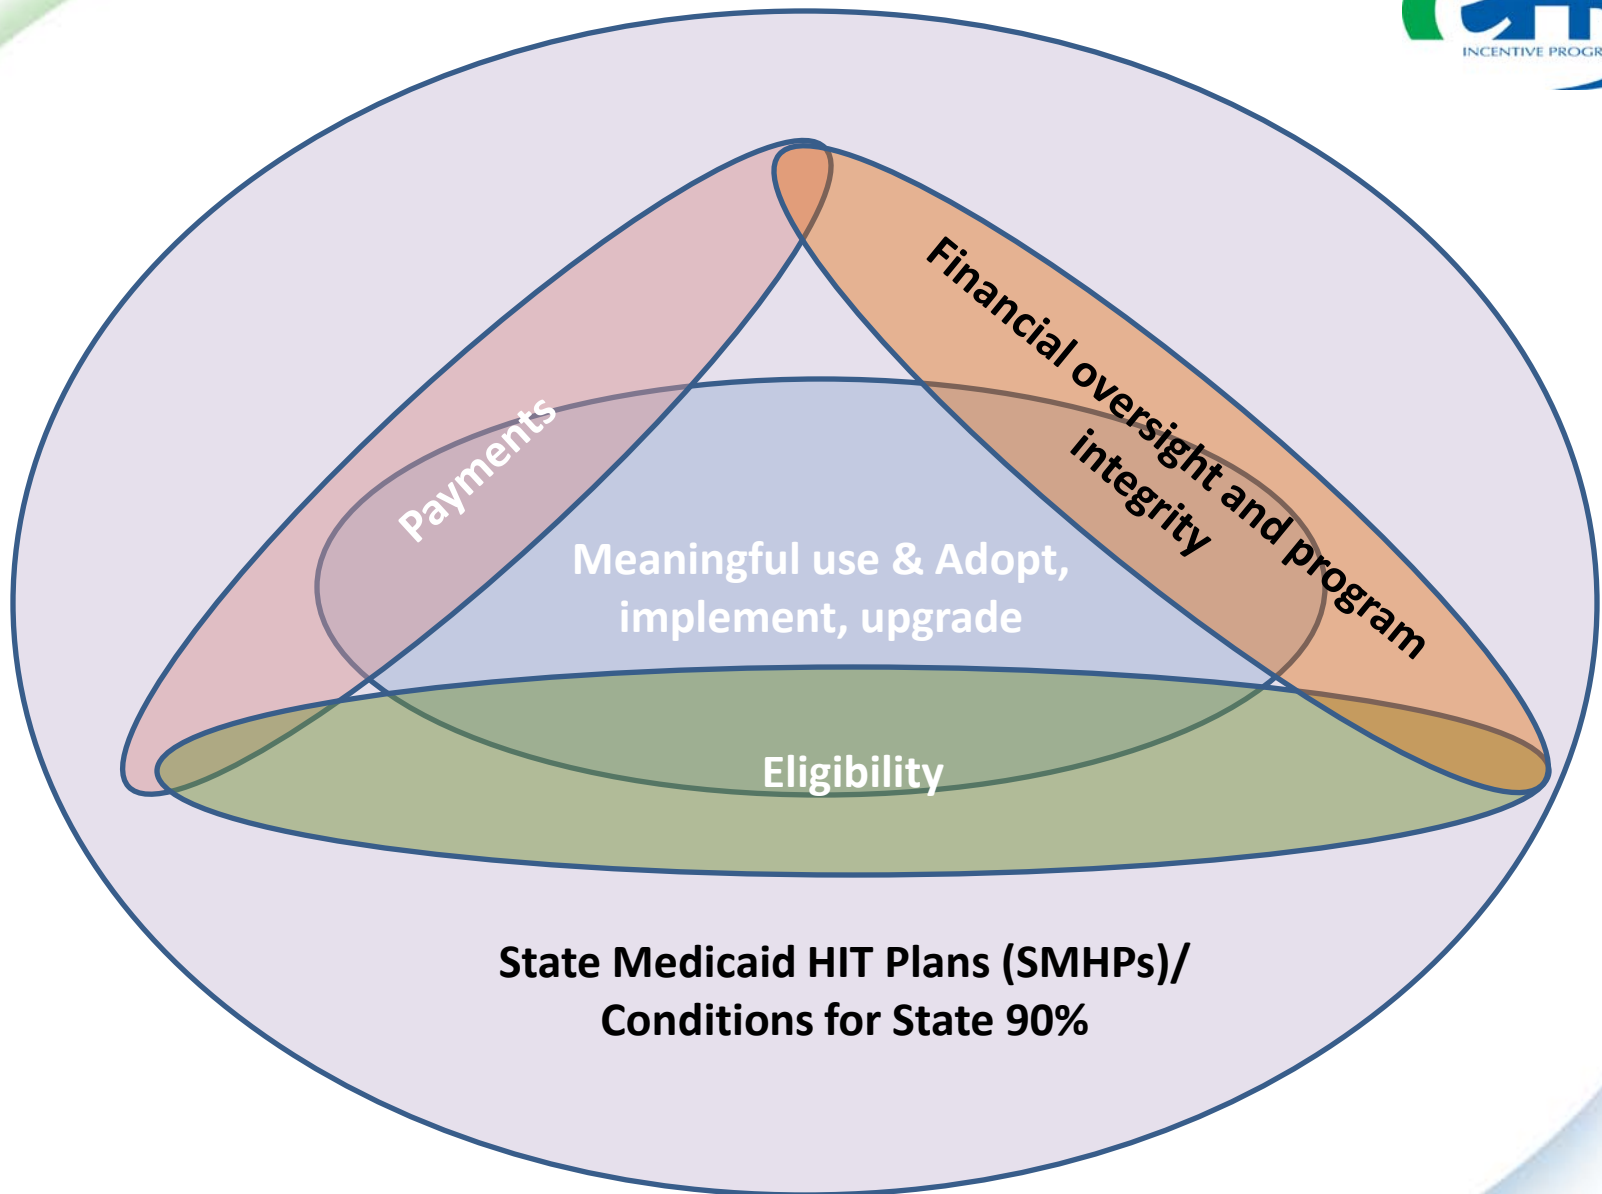 INCENTIVE
Payments
Financial oversight and program
integrity
Meaningful use & Adopt,
implement, upgrade
Eligibility
State Medicaid HIT Plans (SMHPs)/
Conditions for State 90%